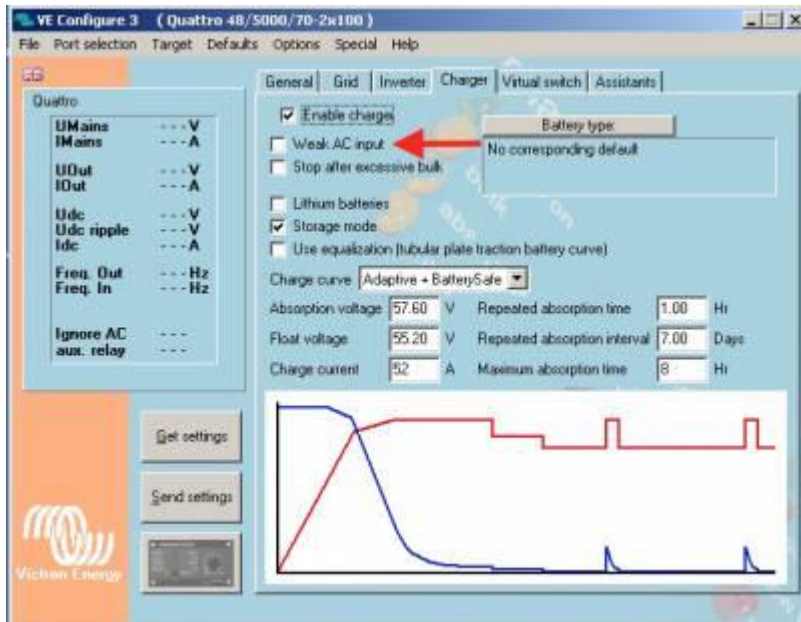 VE Configure 3 ( Quattro 48/5000/70-2x100 )
File Port selection Target Defaults Options Special Help
Quattro
UMains ---V
IMains ---A
UOut ---V
IOut ---A
Udc ---V
Udc ripple ---V
Idc ---A
Freq. Out ---Hz
Freq. In ---Hz
Ignore AC ---
aux. relay ---
Get settings
Send settings
Victron Energy
General Grid Inverter Charger Virtual switch Assistants
Enable charger
Weak AC input
Stop after excessive bulk
Battery type:
No corresponding default
Lithium batteries
Storage mode
Use equalization (tubular plate traction battery curve)
Charge curve Adaptive + BatterySafe
Absorption voltage 57.60 V Repeated absorption time 1.00 Hr
Float voltage 55.20 V Repeated absorption interval 7.00 Days
Charge current 52 A Maximum absorption time 8 Hr